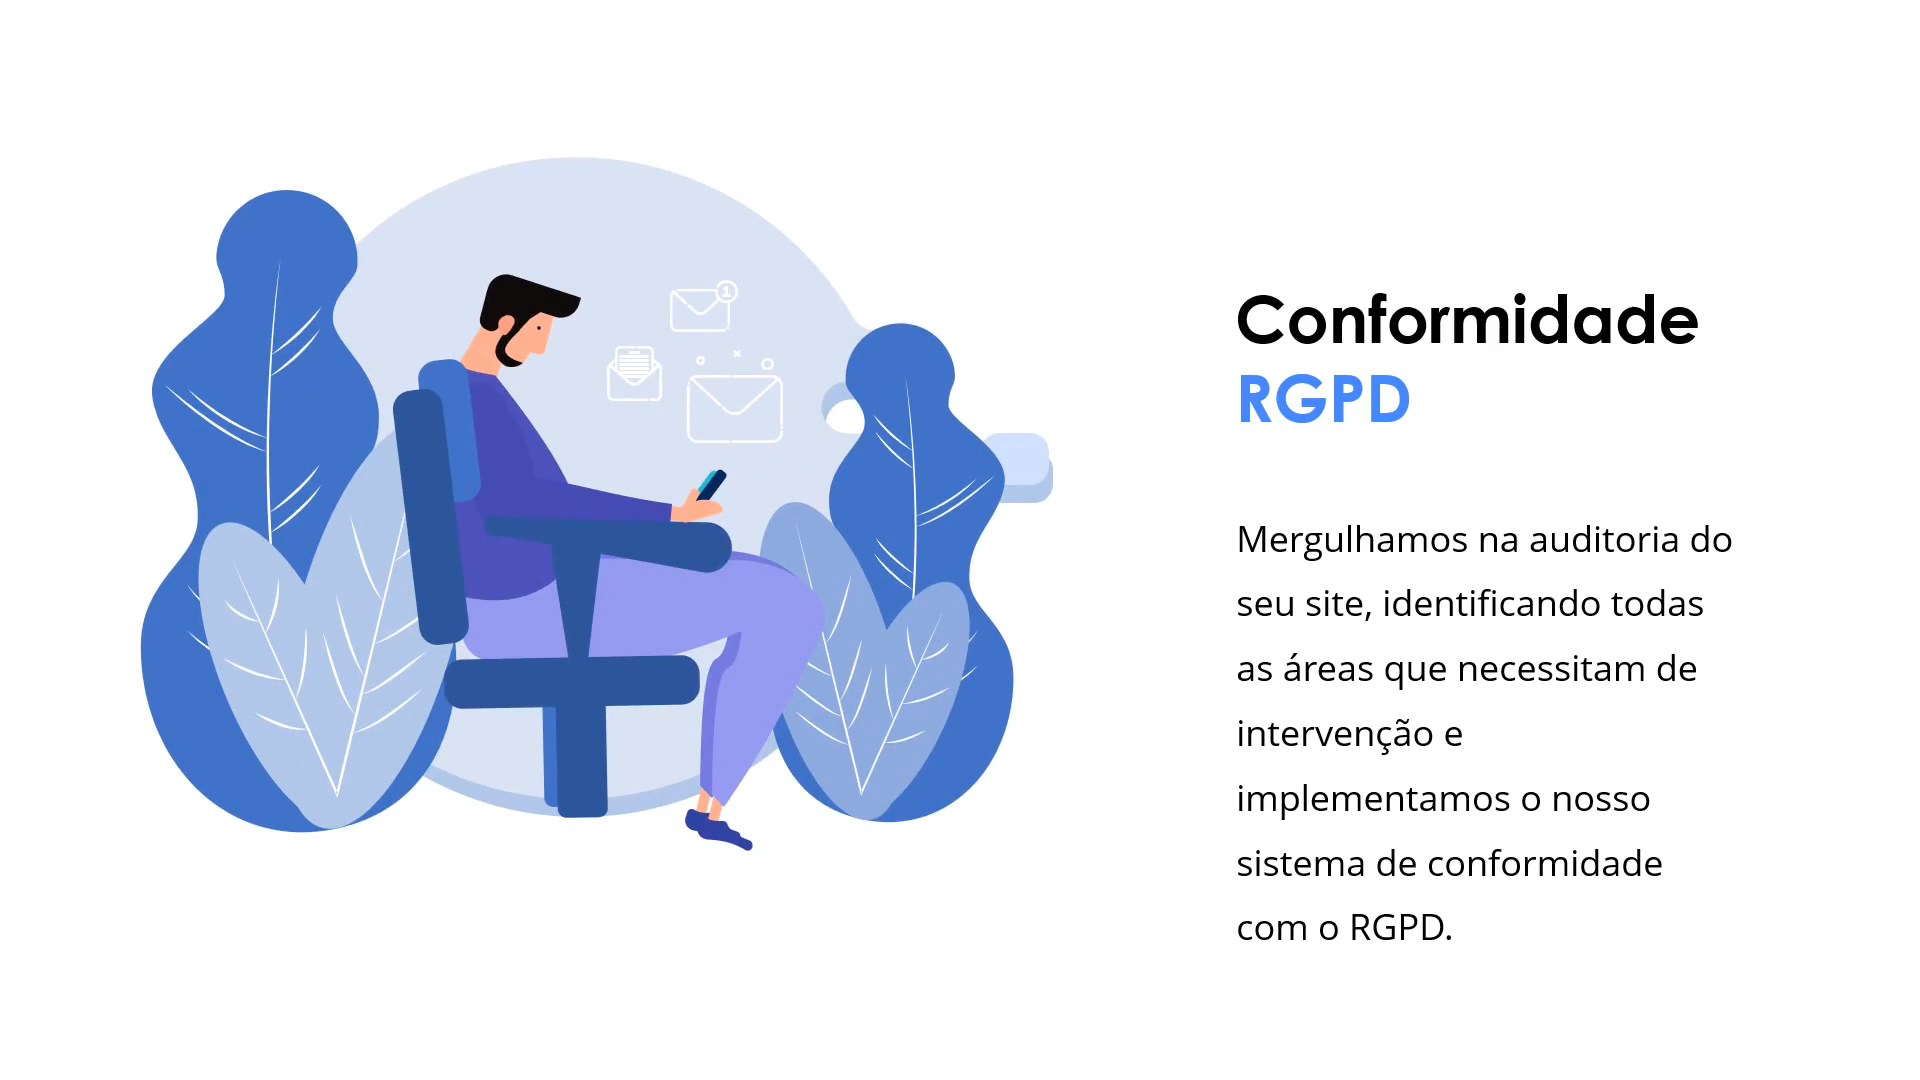 1
Conformidade
RGPD
Mergulhamos na auditoria do
seu site, identificando todas
as áreas que necessitam de
intervenção e
implementamos o nosso
sistema de conformidade
com o RGPD.